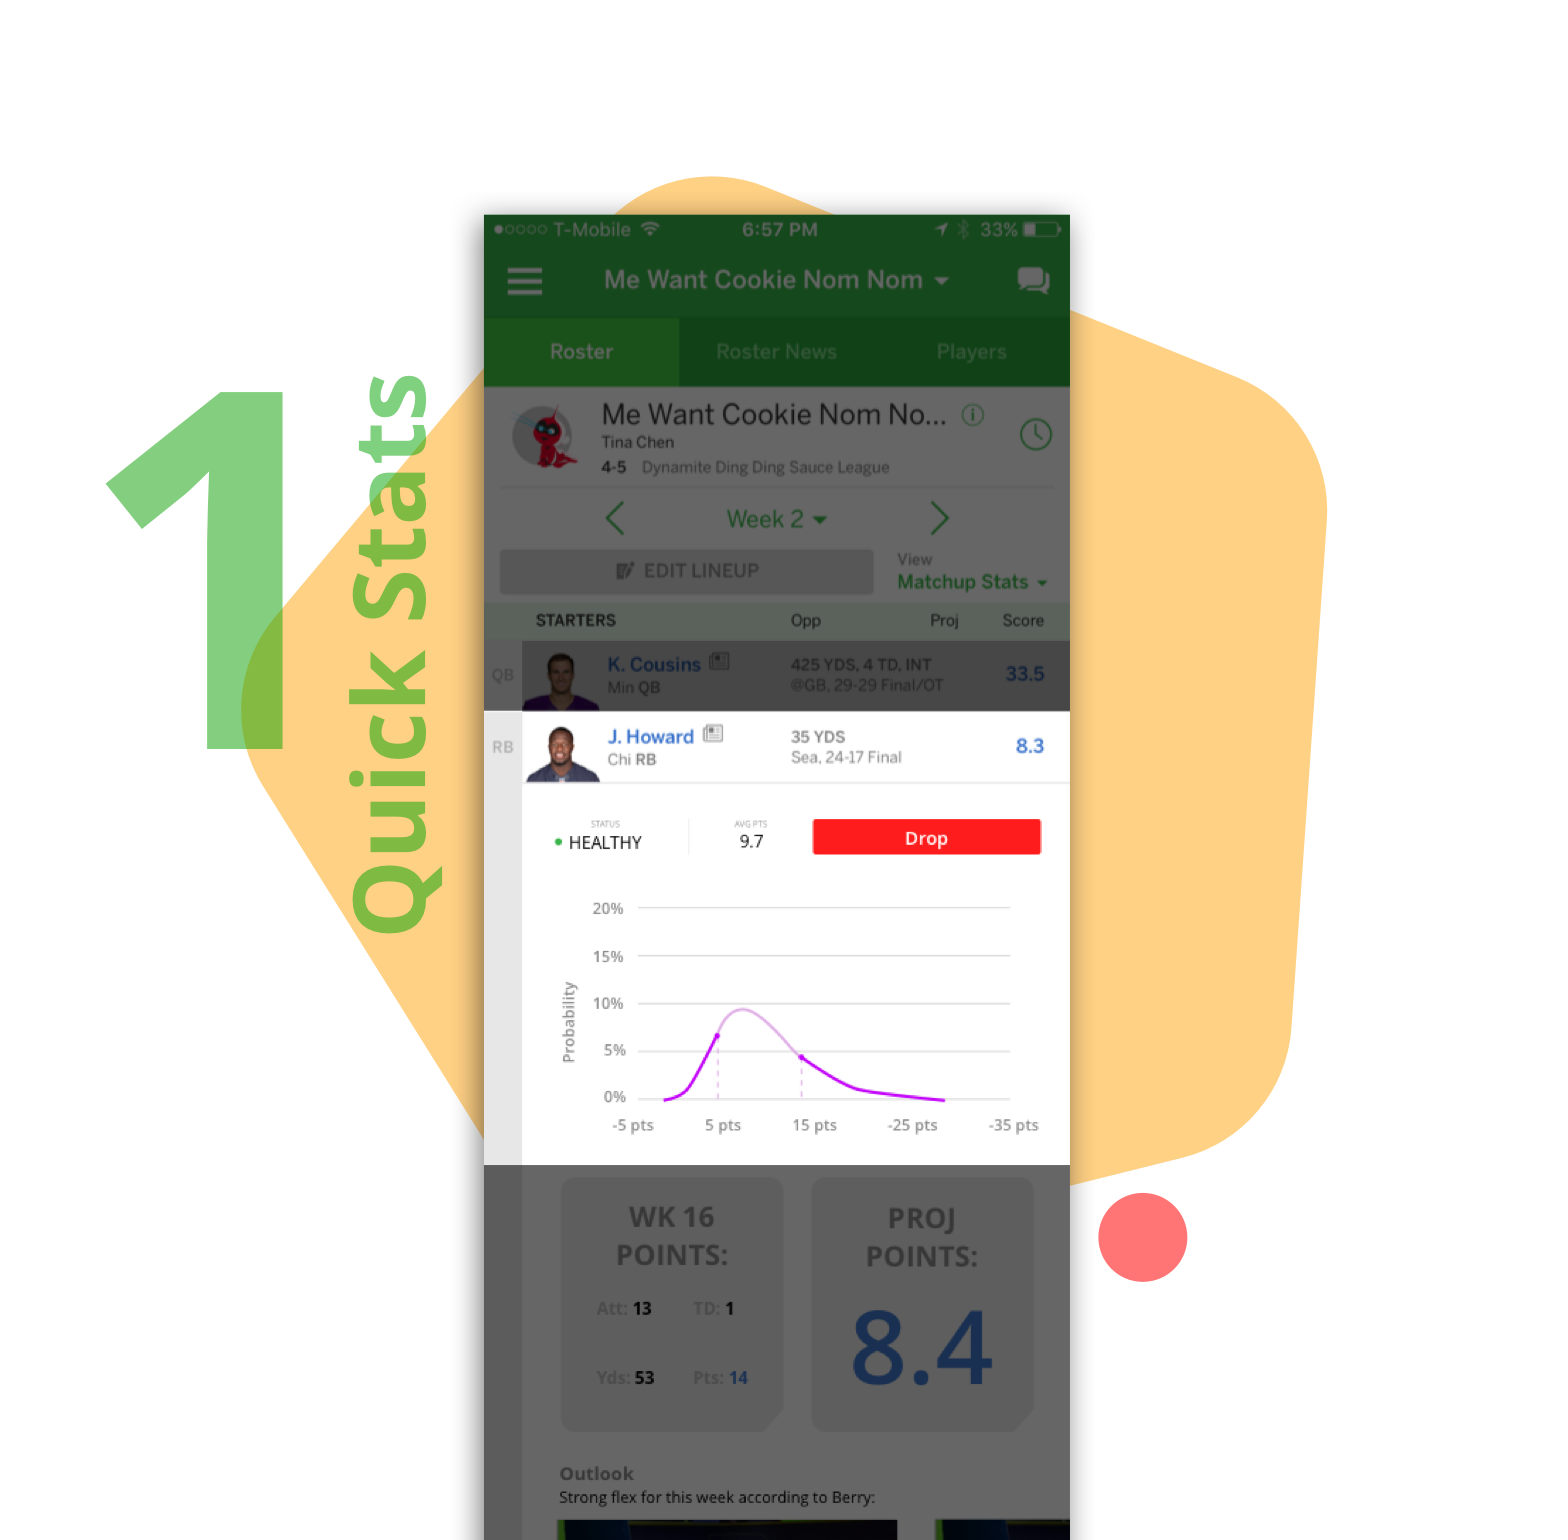 1
Quick Stats
T-Mobile 6:57 PM 33%
Me Want Cookie Nom Nom
Roster Roster News Players
Me Want Cookie Nom No...
Tina Chen
4-5 Dynamite Ding Ding Sauce League
Week 2
EDIT LINEUP
View
Matchup Stats
STARTERS Opp Proj Score
QB K. Cousins 425 YDS, 4 TD, INT 33.5
Min QB @GB, 29-29 Final/OT
RB J. Howard 35 YDS 8.3
Chi RB Sea, 24-17 Final
STATUS AVG PTS
HEALTHY 9.7 Drop
20%
15%
10%
5%
0%
Probability
-5 pts 5 pts 15 pts -25 pts -35 pts
WK 16
POINTS:
Att: 13 TD: 1
Yds: 53 Pts: 14
PROJ
POINTS:
8.4
Outlook
Strong flex for this week according to Berry: